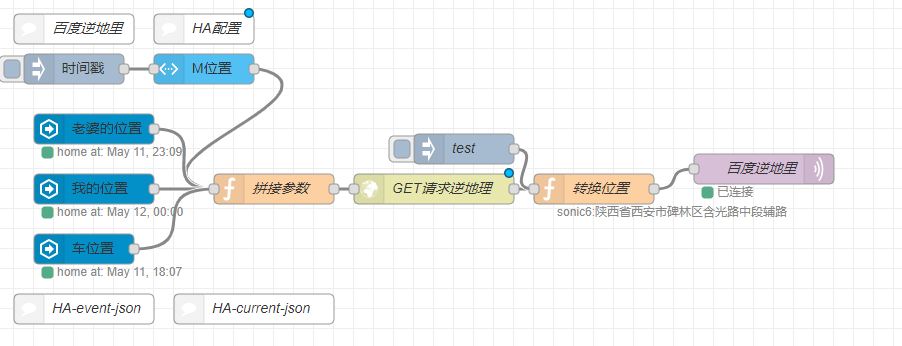 百度逆地里
HA配置
时间戳
M位置
老婆的位置
home at: May 11, 23:09
test
我的位置
home at: May 12, 00:00
拼接参数
GET请求逆地理
转换位置
sonic6:陕西省西安市碑林区含光路中段辅路
百度逆地里
已连接
车位置
home at: May 11, 18:07
HA-event-json
HA-current-json